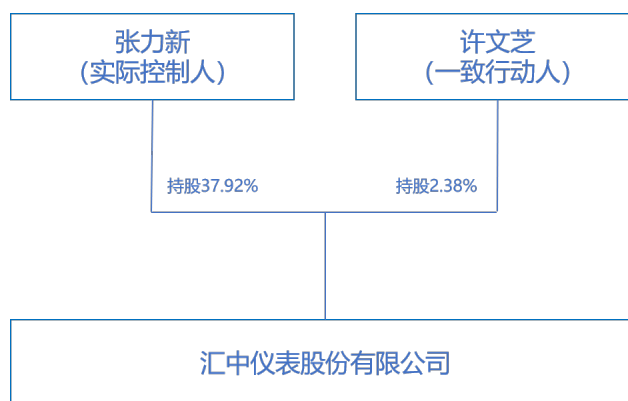 张力新
（实际控制人）
许文芝
（一致行动人）
持股37.92%
持股2.38%
汇中仪表股份有限公司